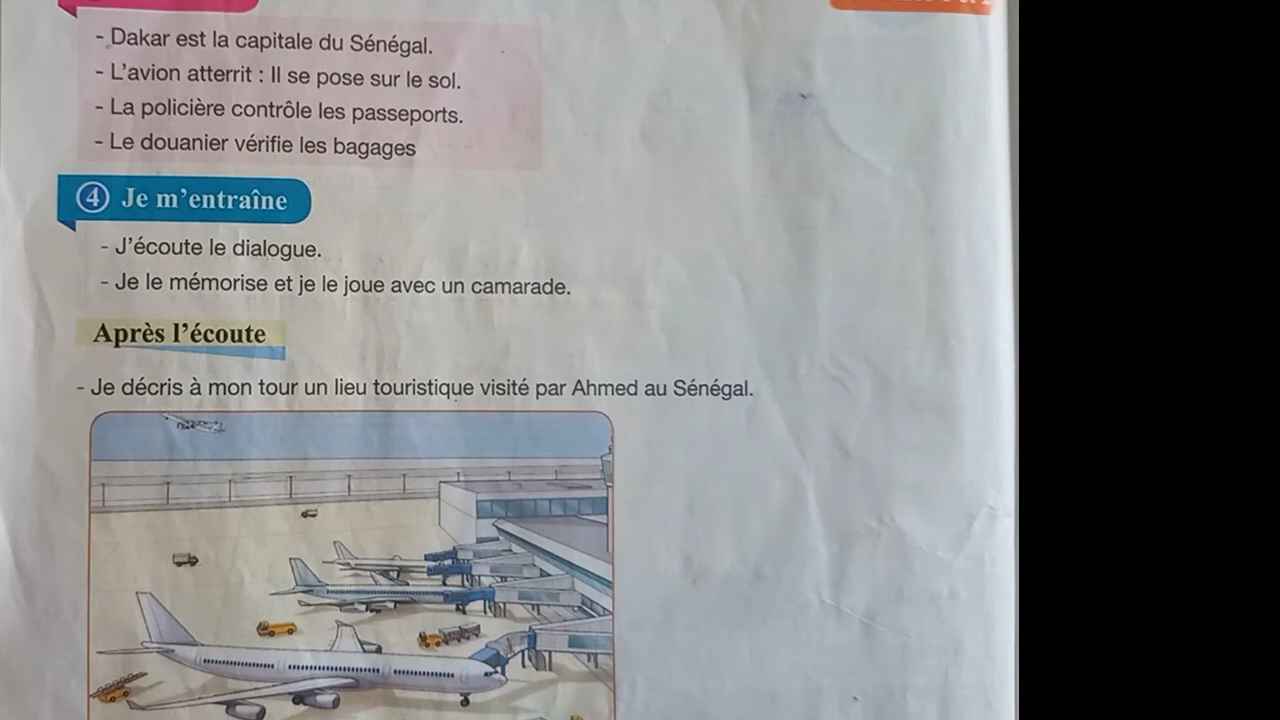 - Dakar est la capitale du Sénégal.
- L'avion atterrit : Il se pose sur le sol.
- La policière contrôle les passeports.
- Le douanier vérifie les bagages
4 Je m'entraîne
- J'écoute le dialogue.
- Je le mémorise et je le joue avec un camarade.
Après l'écoute
- Je décris à mon tour un lieu touristique visité par Ahmed au Sénégal.